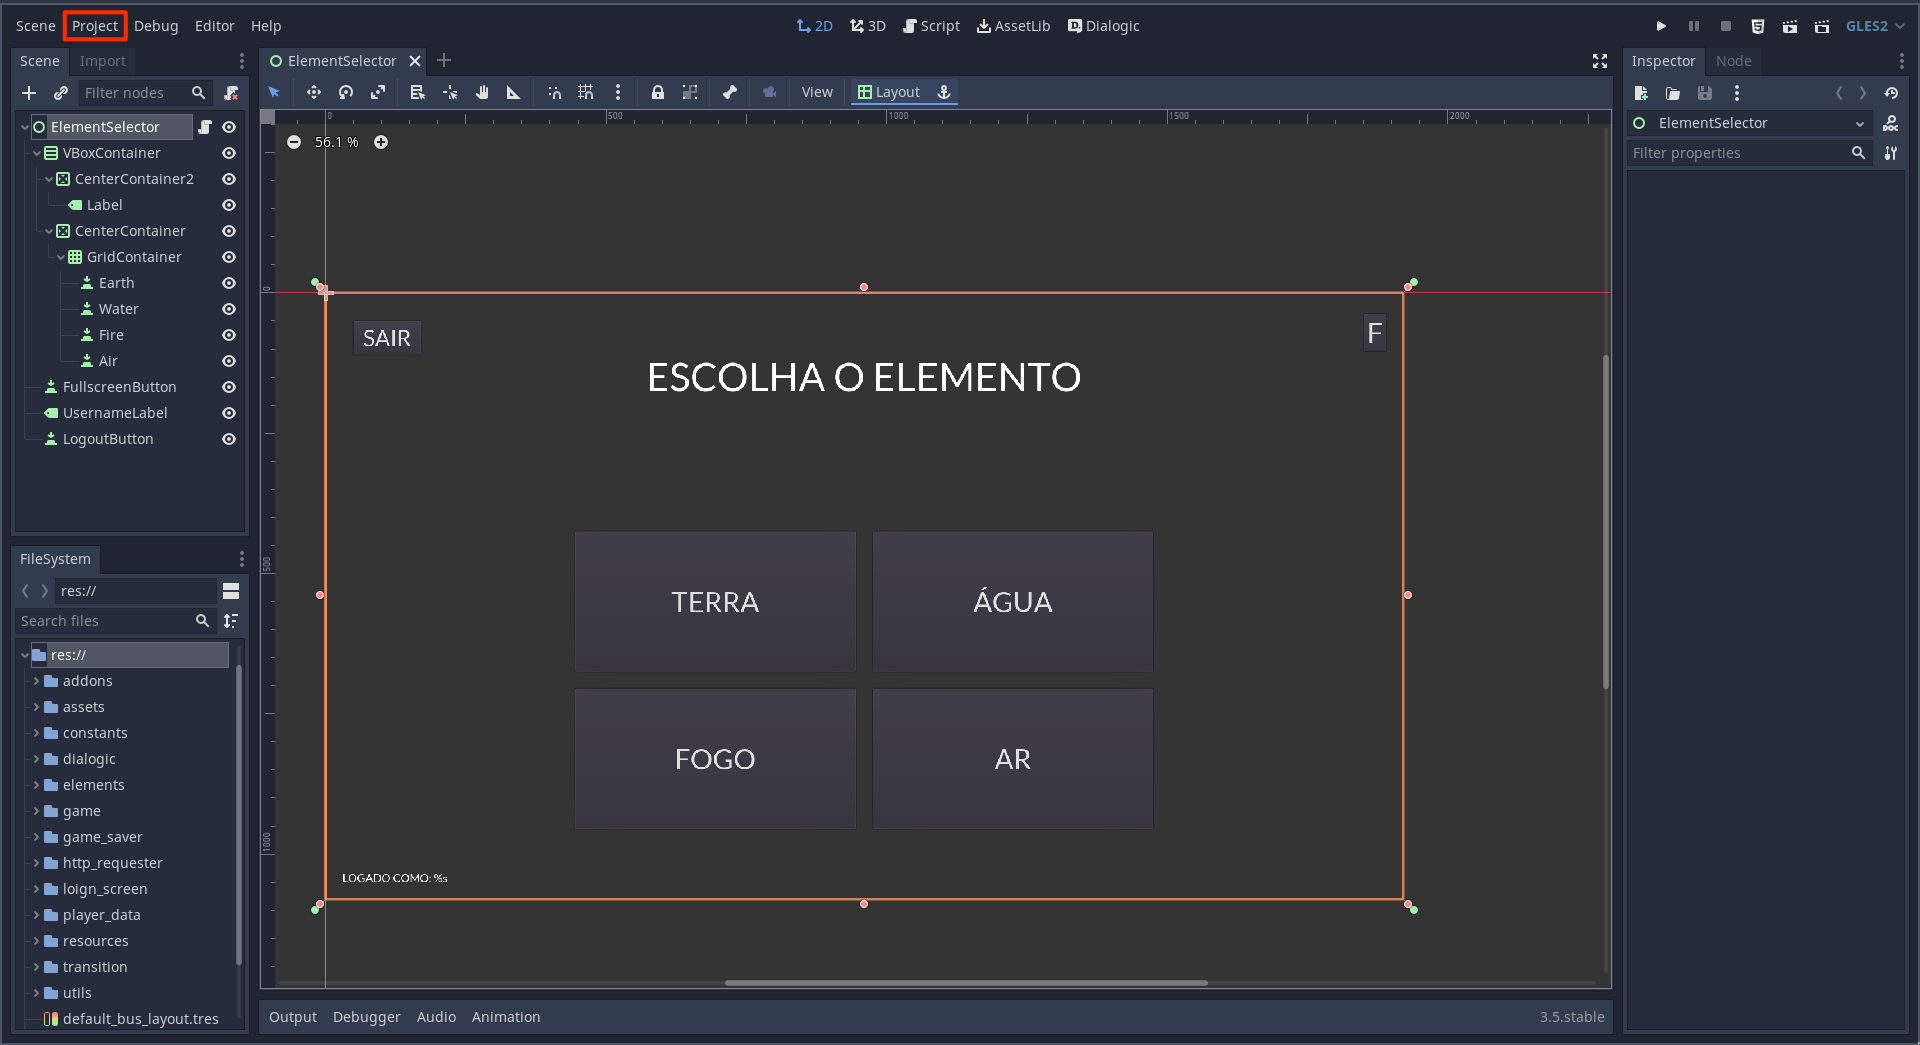 Scene Project Debug Editor Help 2D 3D Script AssetLib Dialogic GLES2
Scene Import ElementSelector Inspector Node
Filter nodes View Layout
ElementSelector
VBoxContainer
CenterContainer2
Label
CenterContainer
GridContainer
Earth
Water
Fire
Air
FullscreenButton
UsernameLabel
LogoutButton
FileSystem
res://
Search files
res://
addons
assets
constants
dialogic
elements
game
game_saver
http_requester
loign_screen
player_data
resources
transition
utils
default_bus_layout.tres
0 500 1000 1500 2000
56.1 %
0
500
1000
SAIR F
ESCOLHA O ELEMENTO
TERRA ÁGUA
FOGO AR
LOGADO COMO: %s
Output Debugger Audio Animation 3.5.stable
ElementSelector DOC
Filter properties